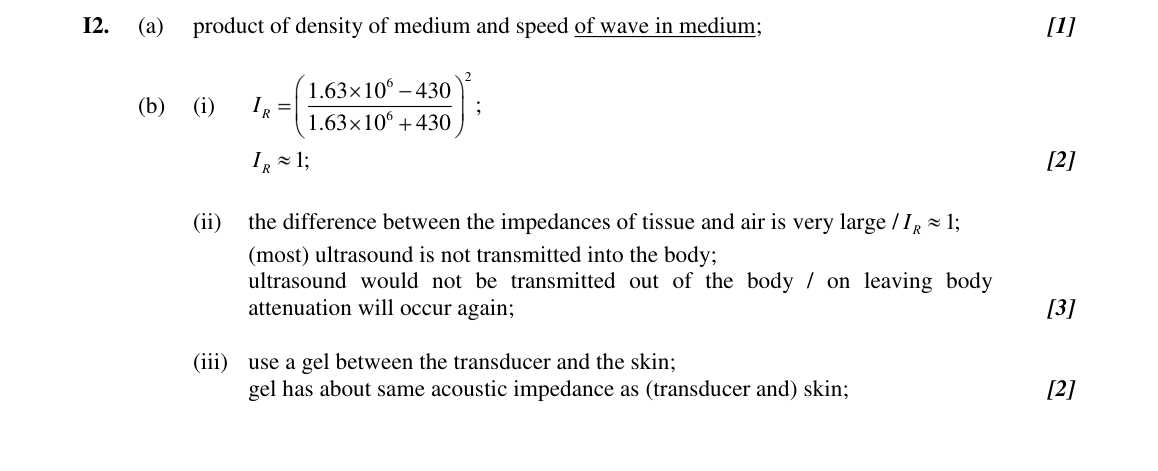 I2. (a) product of density of medium and speed of wave in medium; [1]
(b) (i) I_R = ((1.63×10^6 − 430) / (1.63×10^6 + 430))^2 ;
I_R ≈ 1; [2]
(ii) the difference between the impedances of tissue and air is very large / I_R ≈ 1;
(most) ultrasound is not transmitted into the body;
ultrasound would not be transmitted out of the body / on leaving body
attenuation will occur again; [3]
(iii) use a gel between the transducer and the skin;
gel has about same acoustic impedance as (transducer and) skin; [2]